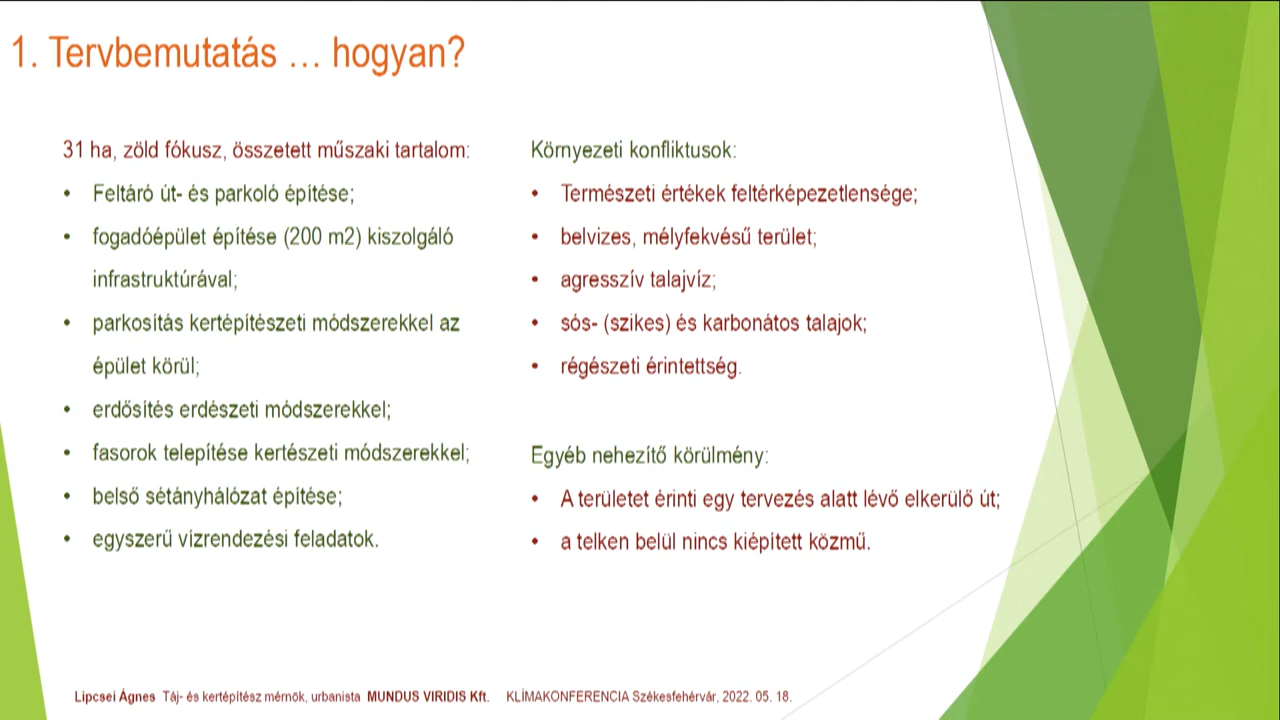 1. Tervbemutatás … hogyan?
31 ha, zöld fókusz, összetett műszaki tartalom:
• Feltáró út- és parkoló építése;
• fogadóépület építése (200 m2) kiszolgáló
infrastruktúrával;
• parkosítás kertépítészeti módszerekkel az
épület körül;
• erdősítés erdészeti módszerekkel;
• fasorok telepítése kertészeti módszerekkel;
• belső sétányhálózat építése;
• egyszerű vízrendezési feladatok.
Környezeti konfliktusok:
• Természeti értékek feltérképezetlensége;
• belvizes, mélyfekvésű terület;
• agresszív talajvíz;
• sós- (szikes) és karbonátos talajok;
• régészeti érintettség.
Egyéb nehezítő körülmény:
• A területet érinti egy tervezés alatt lévő elkerülő út;
• a telken belül nincs kiépített közmű.
Lipcsei Ágnes Táj- és kertépítész mérnök, urbanista MUNDUS VIRIDIS Kft. KLÍMAKONFERENCIA Székesfehérvár, 2022. 05. 18.